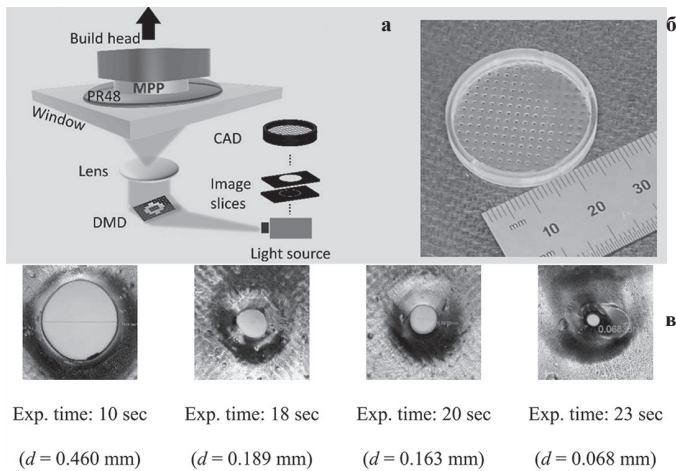 а
Build head
MPP
PR48
Window
Lens
DMD
CAD
Image
slices
Light source
б
mm 10 20 30
в
0.068
Exp. time: 10 sec
(d = 0.460 mm)
Exp. time: 18 sec
(d = 0.189 mm)
Exp. time: 20 sec
(d = 0.163 mm)
Exp. time: 23 sec
(d = 0.068 mm)